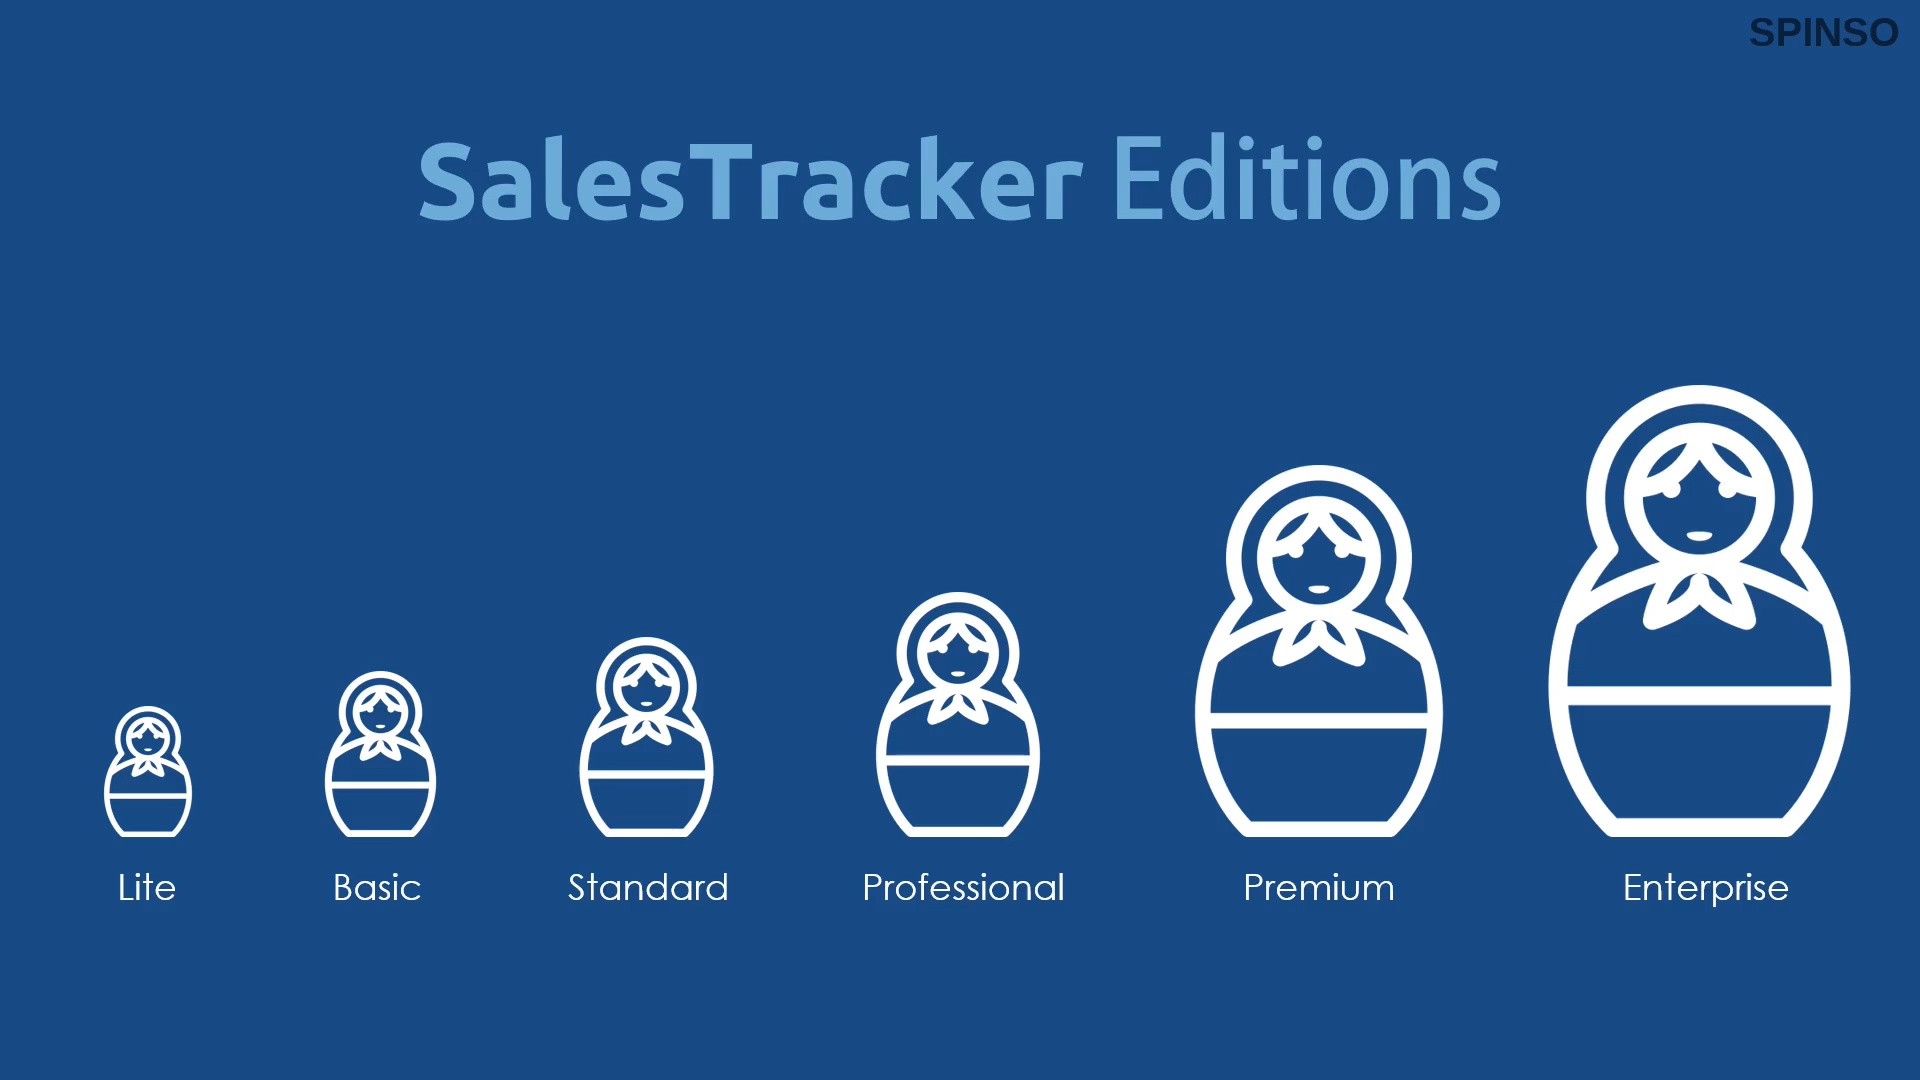 SPINSO
SalesTracker Editions
Lite
Basic
Standard
Professional
Premium
Enterprise